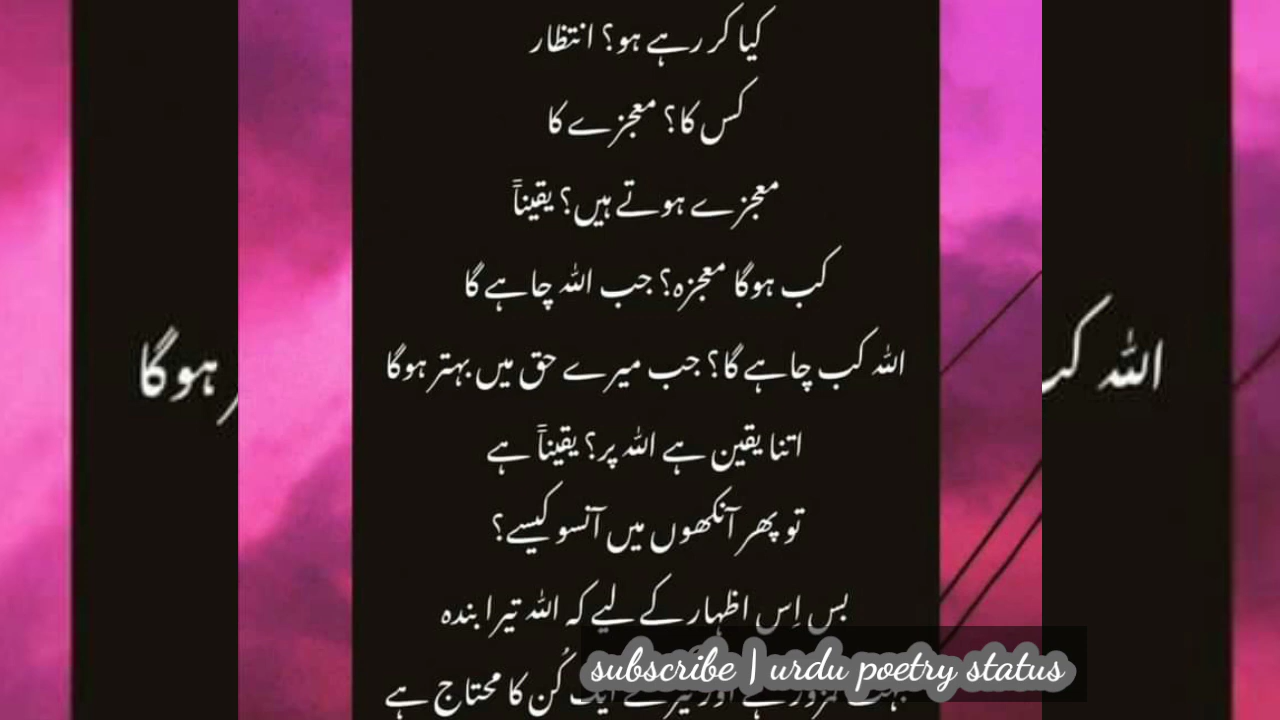 کیا کر رہے ہو؟ انتظار
کس کا؟ معجزے کا
معجزے ہوتے ہیں؟ یقیناً
کب ہوگا معجزہ؟ جب اللہ چاہے گا
اللہ کب چاہے گا؟ جب میرے حق میں بہتر ہوگا
اتنا یقین ہے اللہ پر؟ یقیناً ہے
تو پھر آنکھوں میں آنسو کیسے؟
بس اِس اظہار کے لیے کہ اللہ تیرا بندہ
کُن کا محتاج ہے
subscribe | urdu poetry status
اللہ کب
ہوگا